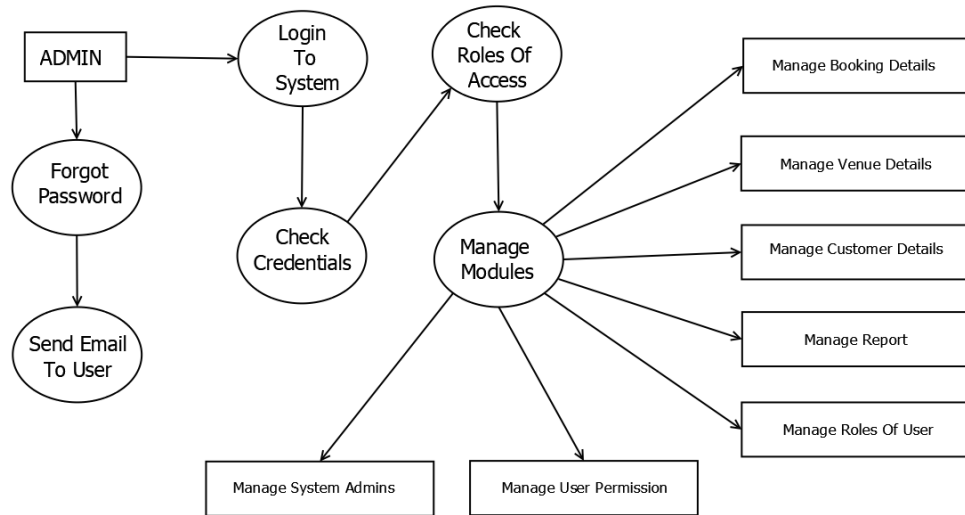 ADMIN
Login
To
System
Check
Roles Of
Access
Manage Booking Details
Forgot
Password
Manage Venue Details
Check
Credentials
Manage
Modules
Manage Customer Details
Send Email
To User
Manage Report
Manage Roles Of User
Manage System Admins
Manage User Permission